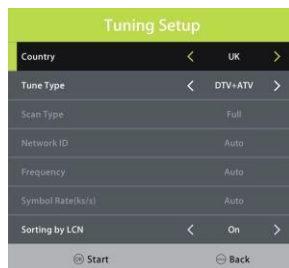 Tuning Setup
Country < UK >
Tune Type < DTV+ATV >
Scan Type Full
Network ID Auto
Frequency Auto
Symbol Rate(ks/s) Auto
Sorting by LCN < On >
OK Start Back